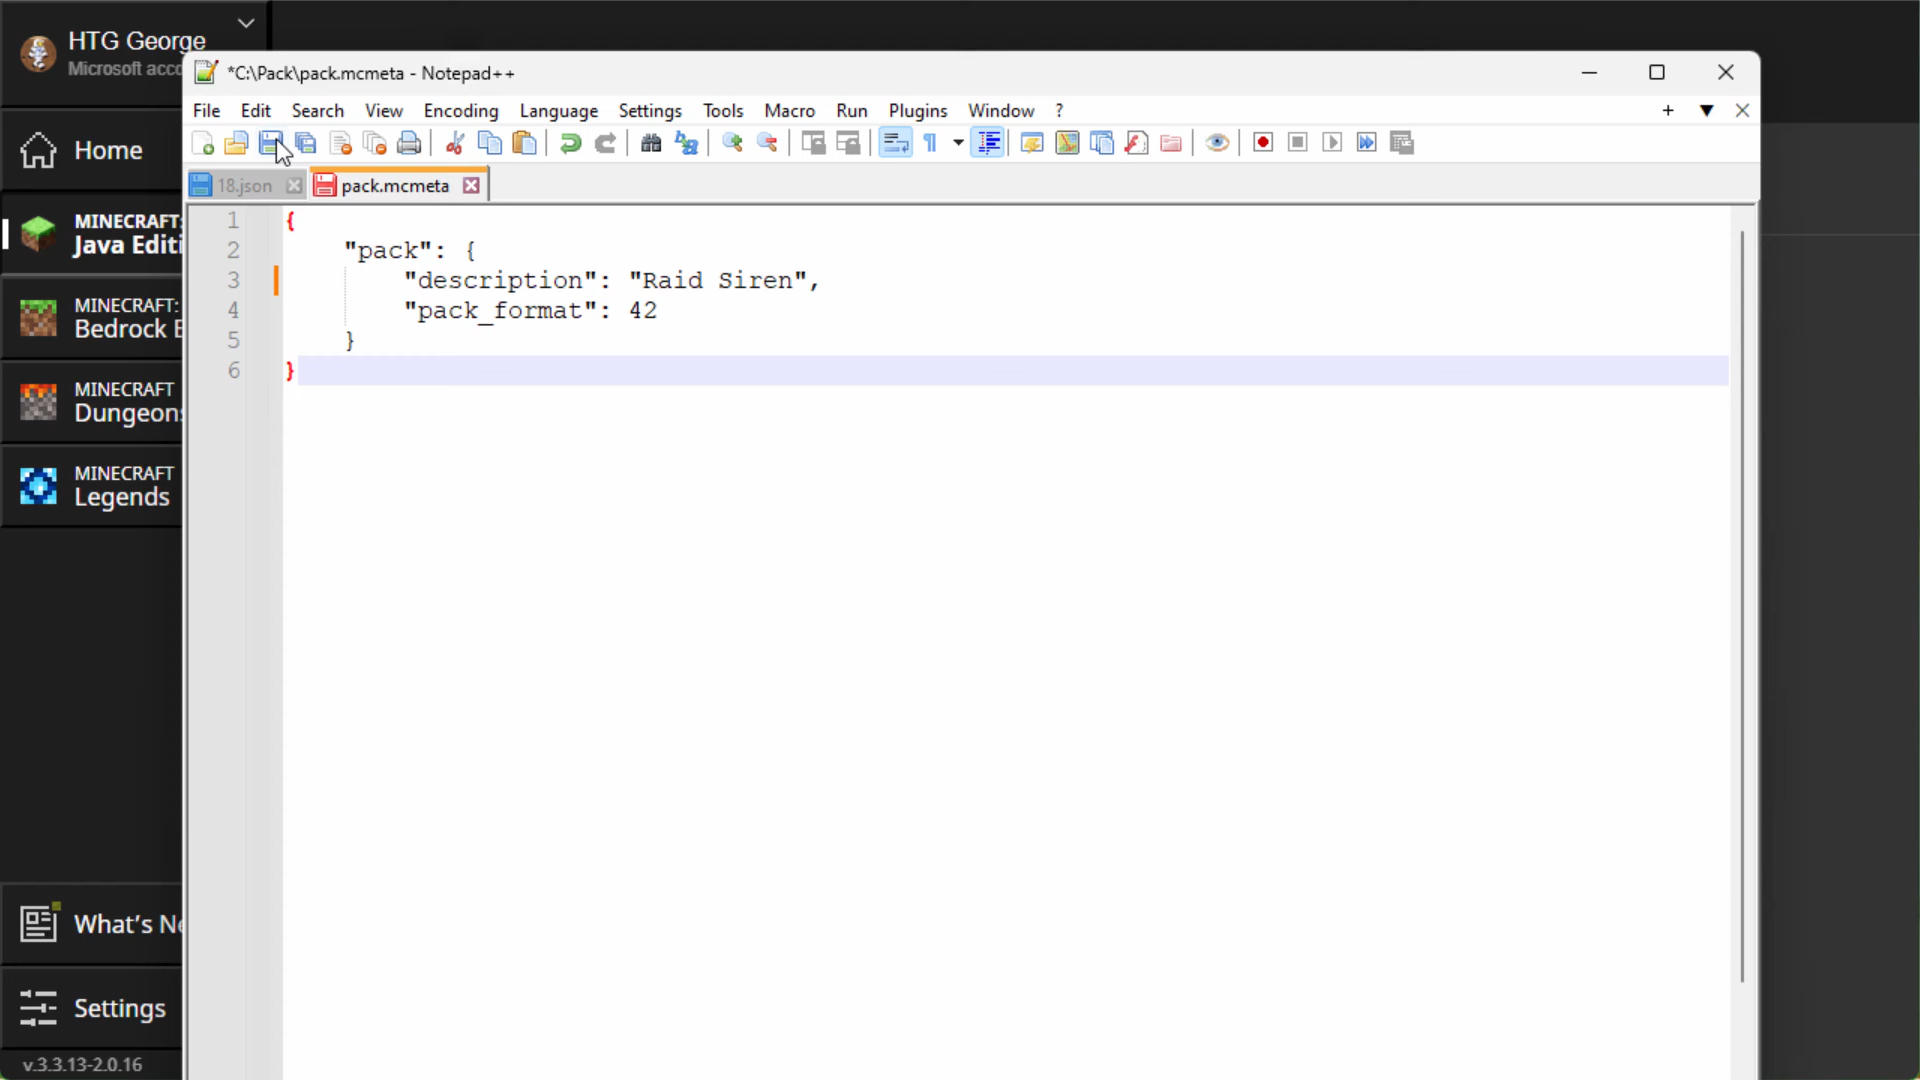 HTG George
Microsoft acc
*C:\Pack\pack.mcmeta - Notepad++
File Edit Search View Encoding Language Settings Tools Macro Run Plugins Window ?
18.json pack.mcmeta
Home
MINECRAFT:
Java Editi
MINECRAFT:
Bedrock E
MINECRAFT
Dungeons
MINECRAFT
Legends
What's Ne
Settings
v.3.3.13-2.0.16
1 {
2 "pack": {
3 "description": "Raid Siren",
4 "pack_format": 42
5 }
6 }